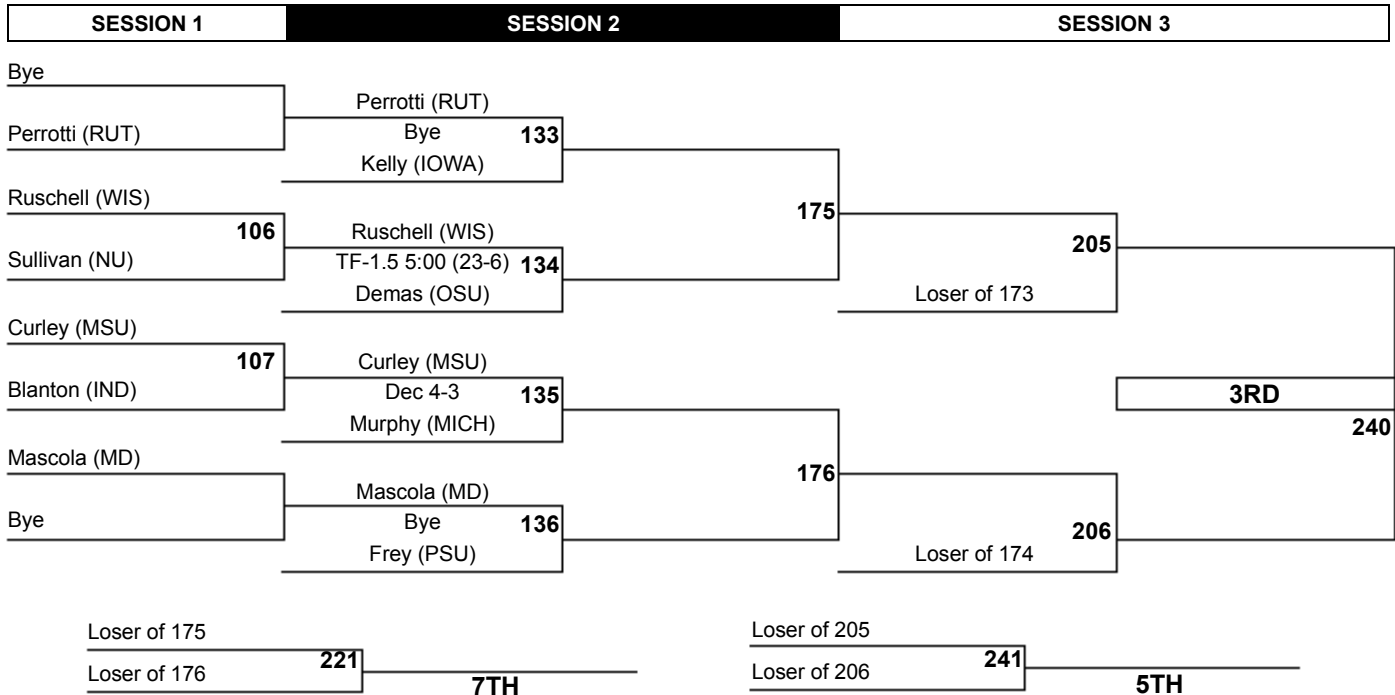 SESSION 1 SESSION 2 SESSION 3
Bye
Perrotti (RUT)
Perrotti (RUT)
Bye 133
Kelly (IOWA)
Ruschell (WIS)
106
Sullivan (NU)
Ruschell (WIS)
TF-1.5 5:00 (23-6) 134
Demas (OSU)
175
205
Loser of 173
Curley (MSU)
107
Blanton (IND)
Curley (MSU)
Dec 4-3 135
Murphy (MICH)
3RD
240
Mascola (MD)
Bye
Mascola (MD)
Bye 136
Frey (PSU)
176
206
Loser of 174
Loser of 175
221
Loser of 176
7TH
Loser of 205
241
Loser of 206
5TH